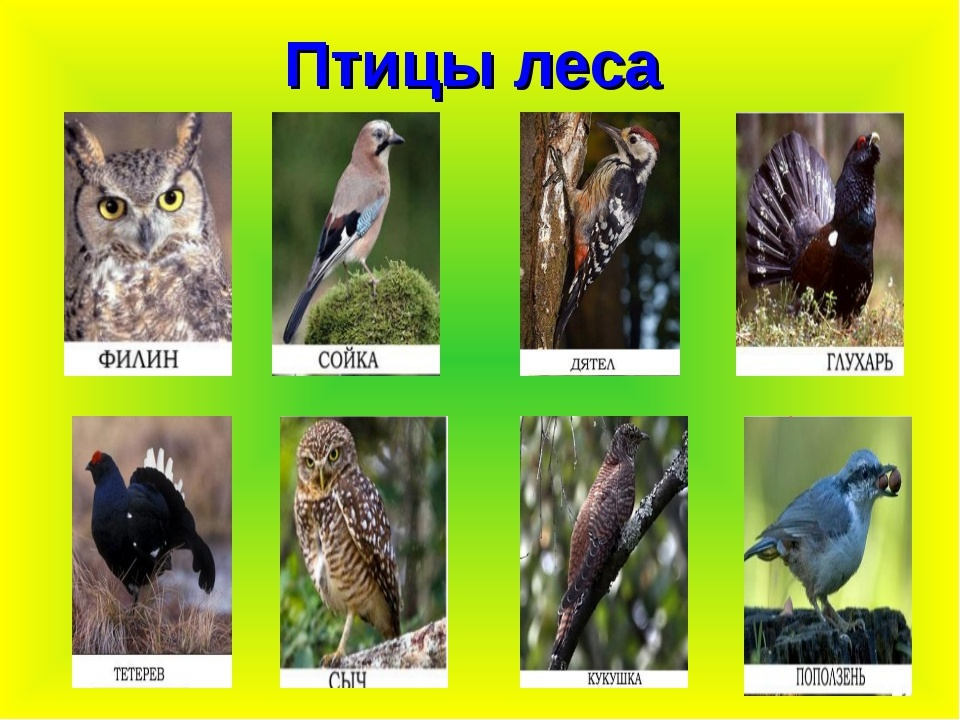 Птицы леса
ФИЛИН
СОЙКА
ДЯТЕЛ
ГЛУХАРЬ
ТЕТЕРЕВ
СЫЧ
КУКУШКА
ПОПОЛЗЕНЬ